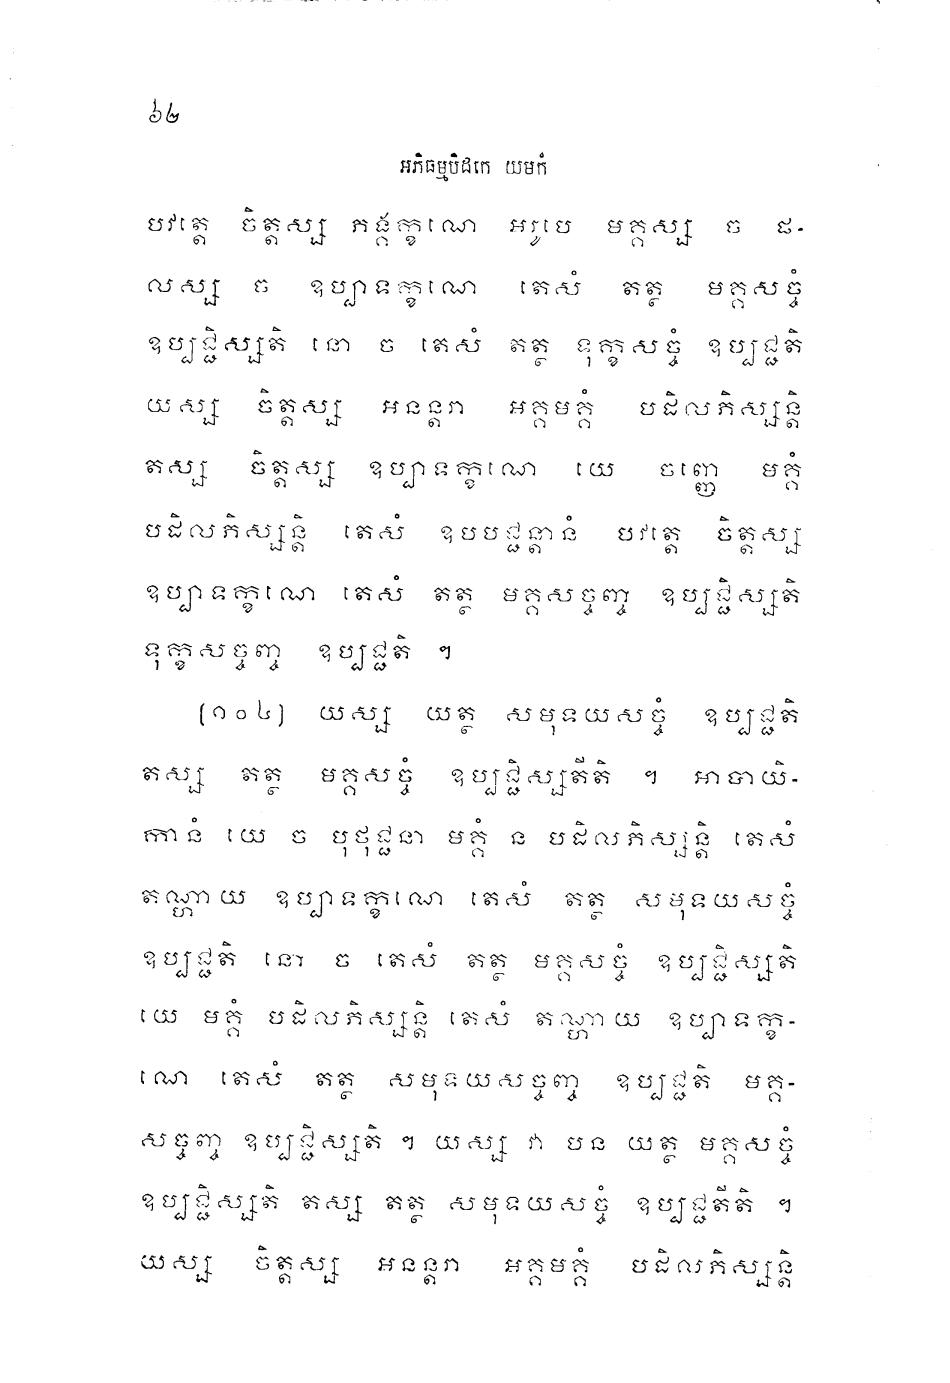 ៦២
អភិធម្មបិដកេ យមកំ
បវត្តេ ចិត្តស្ស ភង្គក្ខណេ អរូបេ មគ្គស្ស ច ផ-
លស្ស ច ឧប្បាទក្ខណេ តេសំ តត្ថ មគ្គសច្ចំ
ឧប្បជ្ជិស្សតិ នោ ច តេសំ តត្ថ ទុក្ខសច្ចំ ឧប្បជ្ជតិ
យស្ស ចិត្តស្ស អនន្តរា អគ្គមគ្គំ បដិលភិស្សន្តិ
តស្ស ចិត្តស្ស ឧប្បាទក្ខណេ យេ ចញ្ញេ មគ្គំ
បដិលភិស្សន្តិ តេសំ ឧបបជ្ជន្តានំ បវត្តេ ចិត្តស្ស
ឧប្បាទក្ខណេ តេសំ តត្ថ មគ្គសច្ចញ្ច ឧប្បជ្ជិស្សតិ
ទុក្ខសច្ចញ្ច ឧប្បជ្ជតិ ។
(១០៤) យស្ស យត្ថ សមុទយសច្ចំ ឧប្បជ្ជតិ
តស្ស តត្ថ មគ្គសច្ចំ ឧប្បជ្ជិស្សតីតិ ។ អាបាយិ-
កានំ យេ ច បុថុជ្ជនា មគ្គំ ន បដិលភិស្សន្តិ តេសំ
តណ្ហាយ ឧប្បាទក្ខណេ តេសំ តត្ថ សមុទយសច្ចំ
ឧប្បជ្ជតិ នោ ច តេសំ តត្ថ មគ្គសច្ចំ ឧប្បជ្ជិស្សតិ
យេ មគ្គំ បដិលភិស្សន្តិ តេសំ តណ្ហាយ ឧប្បាទក្ខ-
ណេ តេសំ តត្ថ សមុទយសច្ចញ្ច ឧប្បជ្ជតិ មគ្គ-
សច្ចញ្ច ឧប្បជ្ជិស្សតិ ។ យស្ស វា បន យត្ថ មគ្គសច្ចំ
ឧប្បជ្ជិស្សតិ តស្ស តត្ថ សមុទយសច្ចំ ឧប្បជ្ជតីតិ ។
យស្ស ចិត្តស្ស អនន្តរា អគ្គមគ្គំ បដិលភិស្សន្តិ